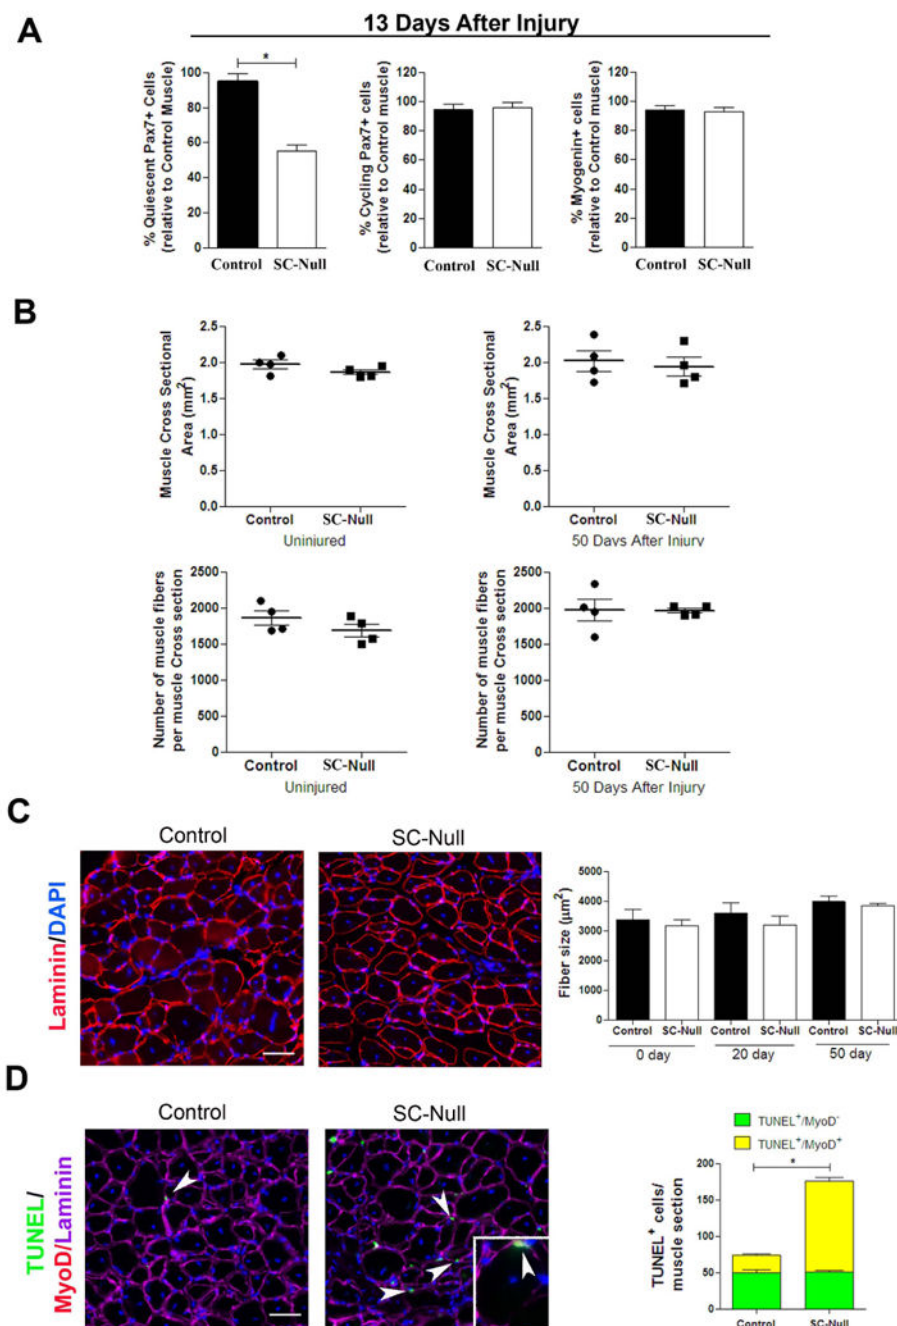 A
13 Days After Injury
% Quiescent Pax7+ Cells
(relative to Control Muscle)
100
80
60
40
20
0
*
Control
SC-Null
% Cycling Pax7+ cells
(relative to Control muscle)
120
100
80
60
40
20
0
Control
SC-Null
% Myogenin+ cells
(relative to Control muscle)
120
100
80
60
40
20
0
Control
SC-Null
B
Muscle Cross Sectional
Area (mm²)
2.5
2.0
1.5
1.0
0.5
0.0
Control
SC-Null
Uninjured
Muscle Cross Sectional
Area (mm²)
2.5
2.0
1.5
1.0
0.5
0.0
Control
SC-Null
50 Days After Injury
Number of muscle fibers
per muscle Cross section
2500
2000
1500
1000
500
0
Control
SC-Null
Uninjured
Number of muscle fibers
per muscle Cross section
2500
2000
1500
1000
500
0
Control
SC-Null
50 Days After Injury
C
Laminin/DAPI
Control
SC-Null
Fiber size (µm²)
5000
4000
3000
2000
1000
0
Control
SC-Null
Control
SC-Null
Control
SC-Null
0 day
20 day
50 day
D
TUNEL/
MyoD/Laminin
Control
SC-Null
TUNEL⁺/MyoD⁻
TUNEL⁺/MyoD⁺
TUNEL⁺ cells/
muscle section
200
150
100
50
0
*
Control
SC-Null